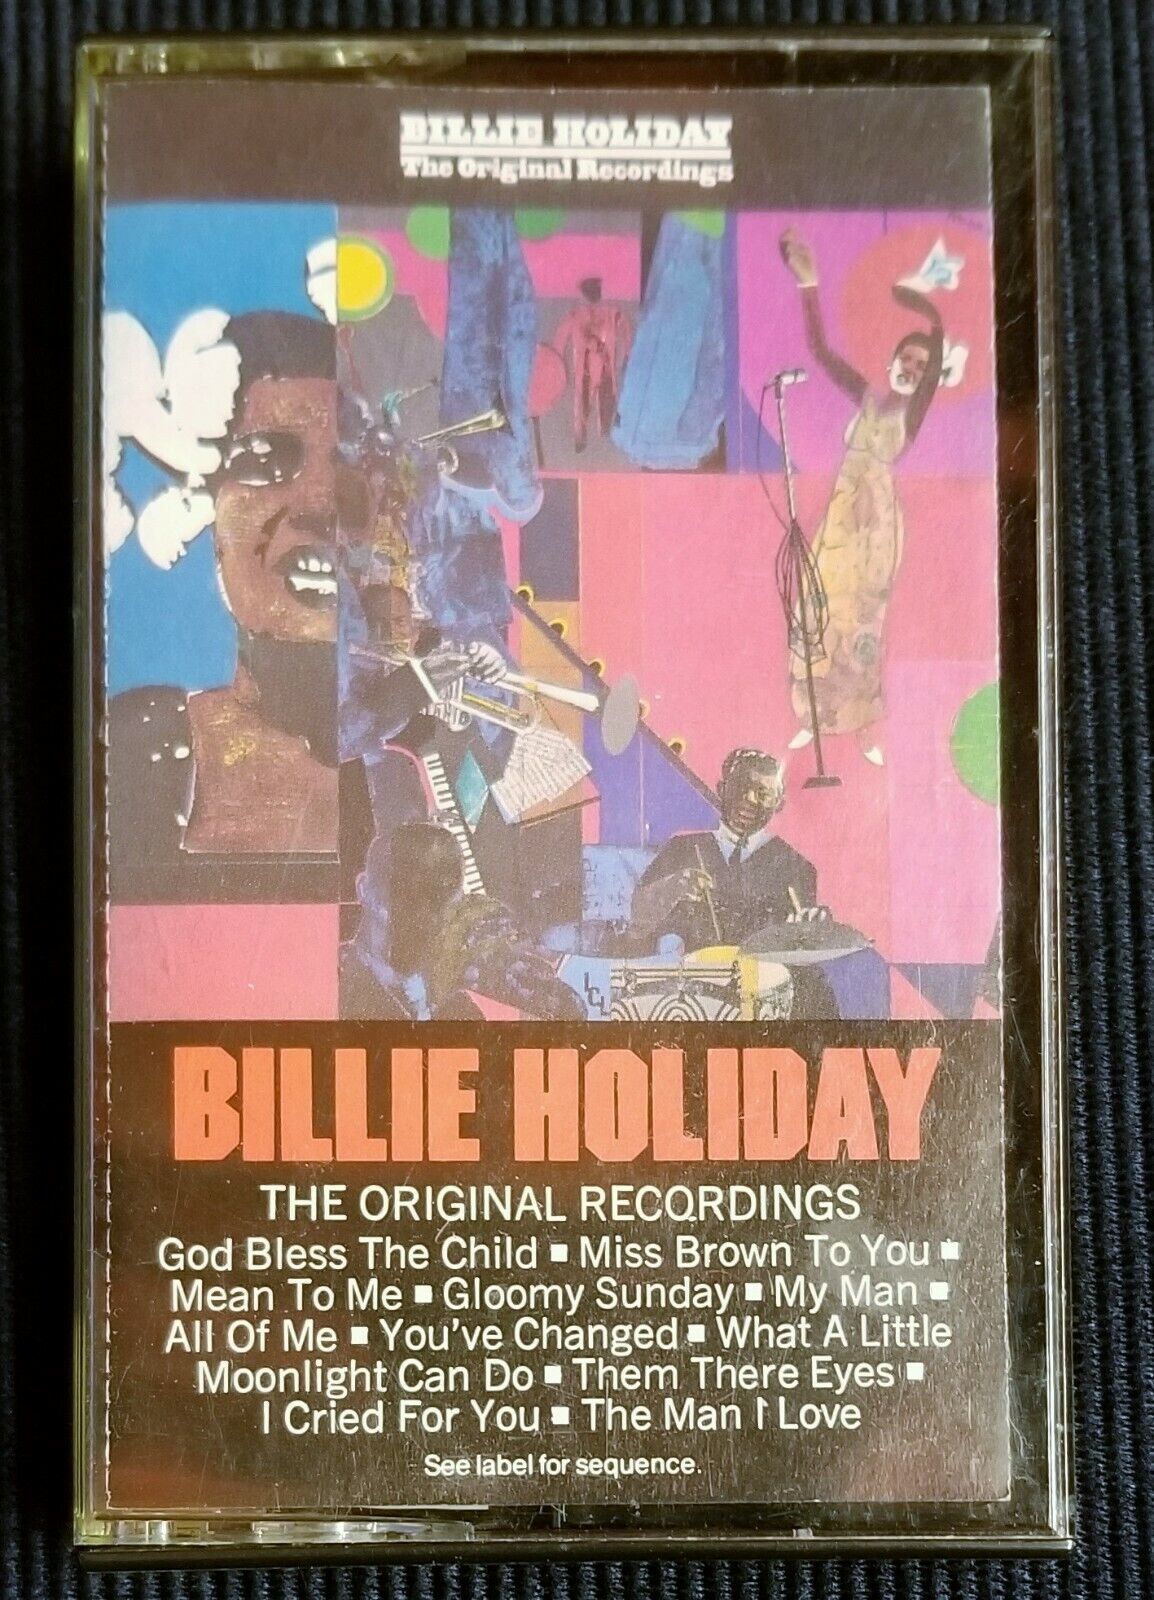 BILLIE HOLIDAY
The Original Recordings
BILLIE HOLIDAY
THE ORIGINAL RECORDINGS
God Bless The Child ▪ Miss Brown To You ▪
Mean To Me ▪ Gloomy Sunday ▪ My Man ▪
All Of Me ▪ You've Changed ▪ What A Little
Moonlight Can Do ▪ Them There Eyes ▪
I Cried For You ▪ The Man I Love
See label for sequence.